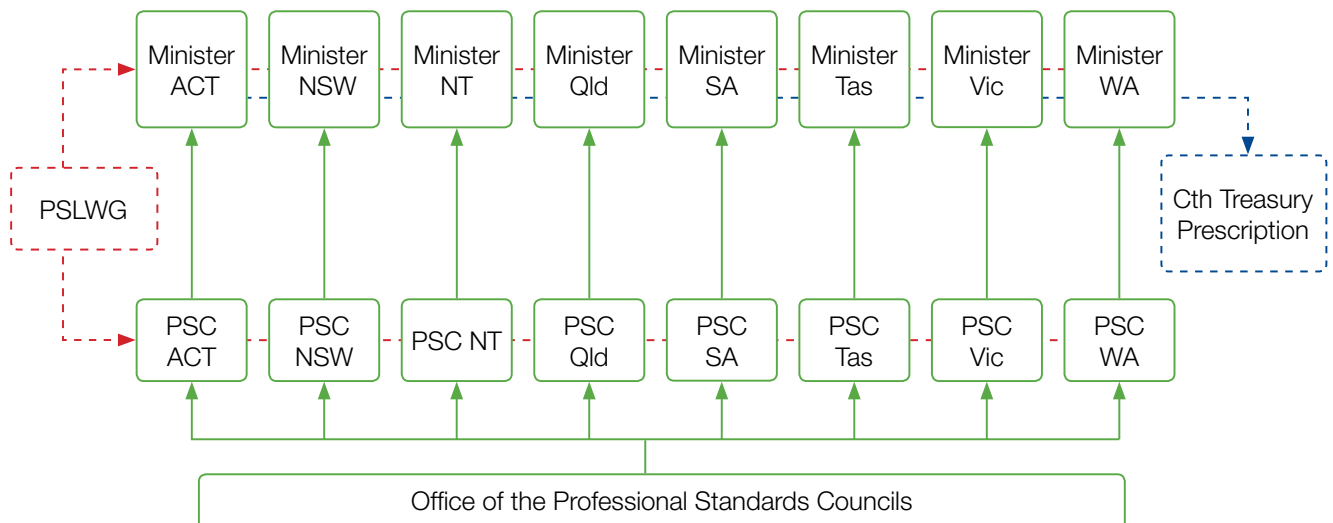 Minister
ACT
Minister
NSW
Minister
NT
Minister
Qld
Minister
SA
Minister
Tas
Minister
Vic
Minister
WA
PSLWG
Cth Treasury
Prescription
PSC
ACT
PSC
NSW
PSC NT
PSC
Qld
PSC
SA
PSC
Tas
PSC
Vic
PSC
WA
Office of the Professional Standards Councils